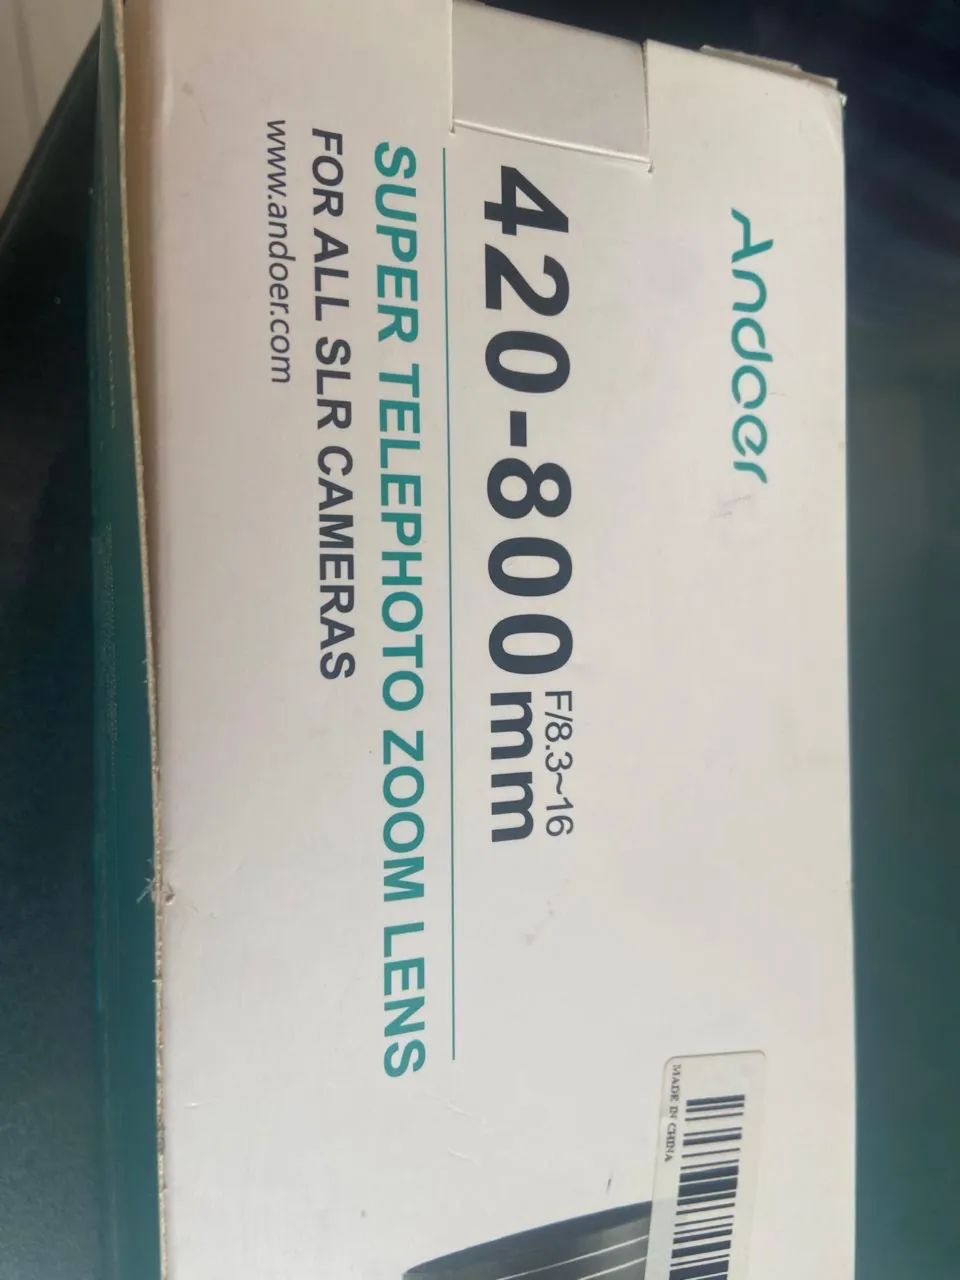 Andoer
420-800mm F/8.3~16
SUPER TELEPHOTO ZOOM LENS
FOR ALL SLR CAMERAS
www.andoer.com
MADE IN CHINA